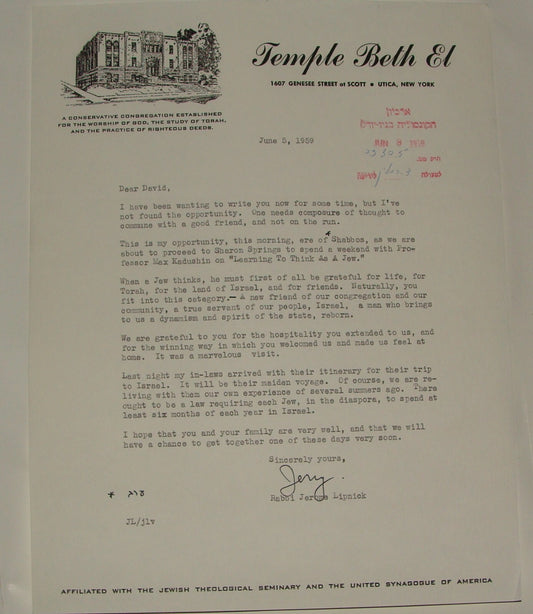 Temple Beth El
1607 GENESEE STREET at SCOTT • UTICA, NEW YORK
A CONSERVATIVE CONGREGATION ESTABLISHED
FOR THE WORSHIP OF GOD, THE STUDY OF TORAH,
AND THE PRACTICE OF RIGHTEOUS DEEDS.
ארכיון
JUN 8 1959
June 5, 1959
Dear David,
I have been wanting to write you now for some time, but I've
not found the opportunity. One needs composure of thought to
commune with a good friend, and not on the run.
This is my opportunity, this morning, ere of * Shabbos, as we are
about to proceed to Sharon Springs to spend a weekend with Pro-
fessor Max Kadushin on "Learning To Think As A Jew."
When a Jew thinks, he must first of all be grateful for life, for
Torah, for the land of Israel, and for friends. Naturally, you
fit into this category.- A new friend of our congregation and our
community, a true servant of our people, Israel, a man who brings
to us a dynamism and spirit of the state, reborn.
We are grateful to you for the hospitality you extended to us, and
for the winning way in which you welcomed us and made us feel at
home. It was a marvelous visit.
Last night my in-laws arrived with their itinerary for their trip
to Israel. It will be their maiden voyage. Of course, we are re-
living with them our own experience of several summers ago. There
ought to be a law requiring each Jew, in the diaspora, to spend at
least six months of each year in Israel.
I hope that you and your family are very well, and that we will
have a chance to get together one of these days very soon.
Sincerely yours,
Jery.
Rabbi Jerome Lipnick
* ערב
JL/jlv
AFFILIATED WITH THE JEWISH THEOLOGICAL SEMINARY AND THE UNITED SYNAGOGUE OF AMERICA